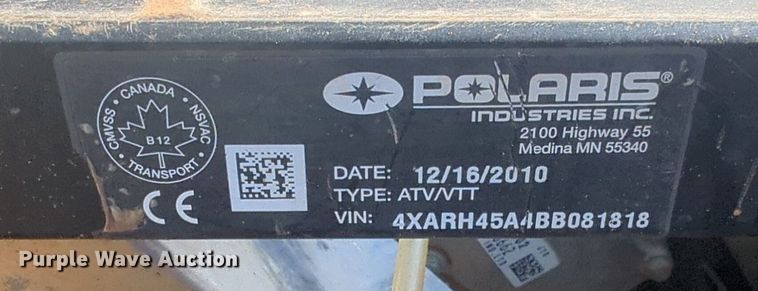 CMVSS • CANADA • NSVAC
B12
TRANSPORT
CE
POLARIS®
INDUSTRIES INC.
2100 Highway 55
Medina MN 55340
DATE: 12/16/2010
TYPE: ATV/VTT
VIN: 4XARH45A4BB081818
Purple Wave Auction